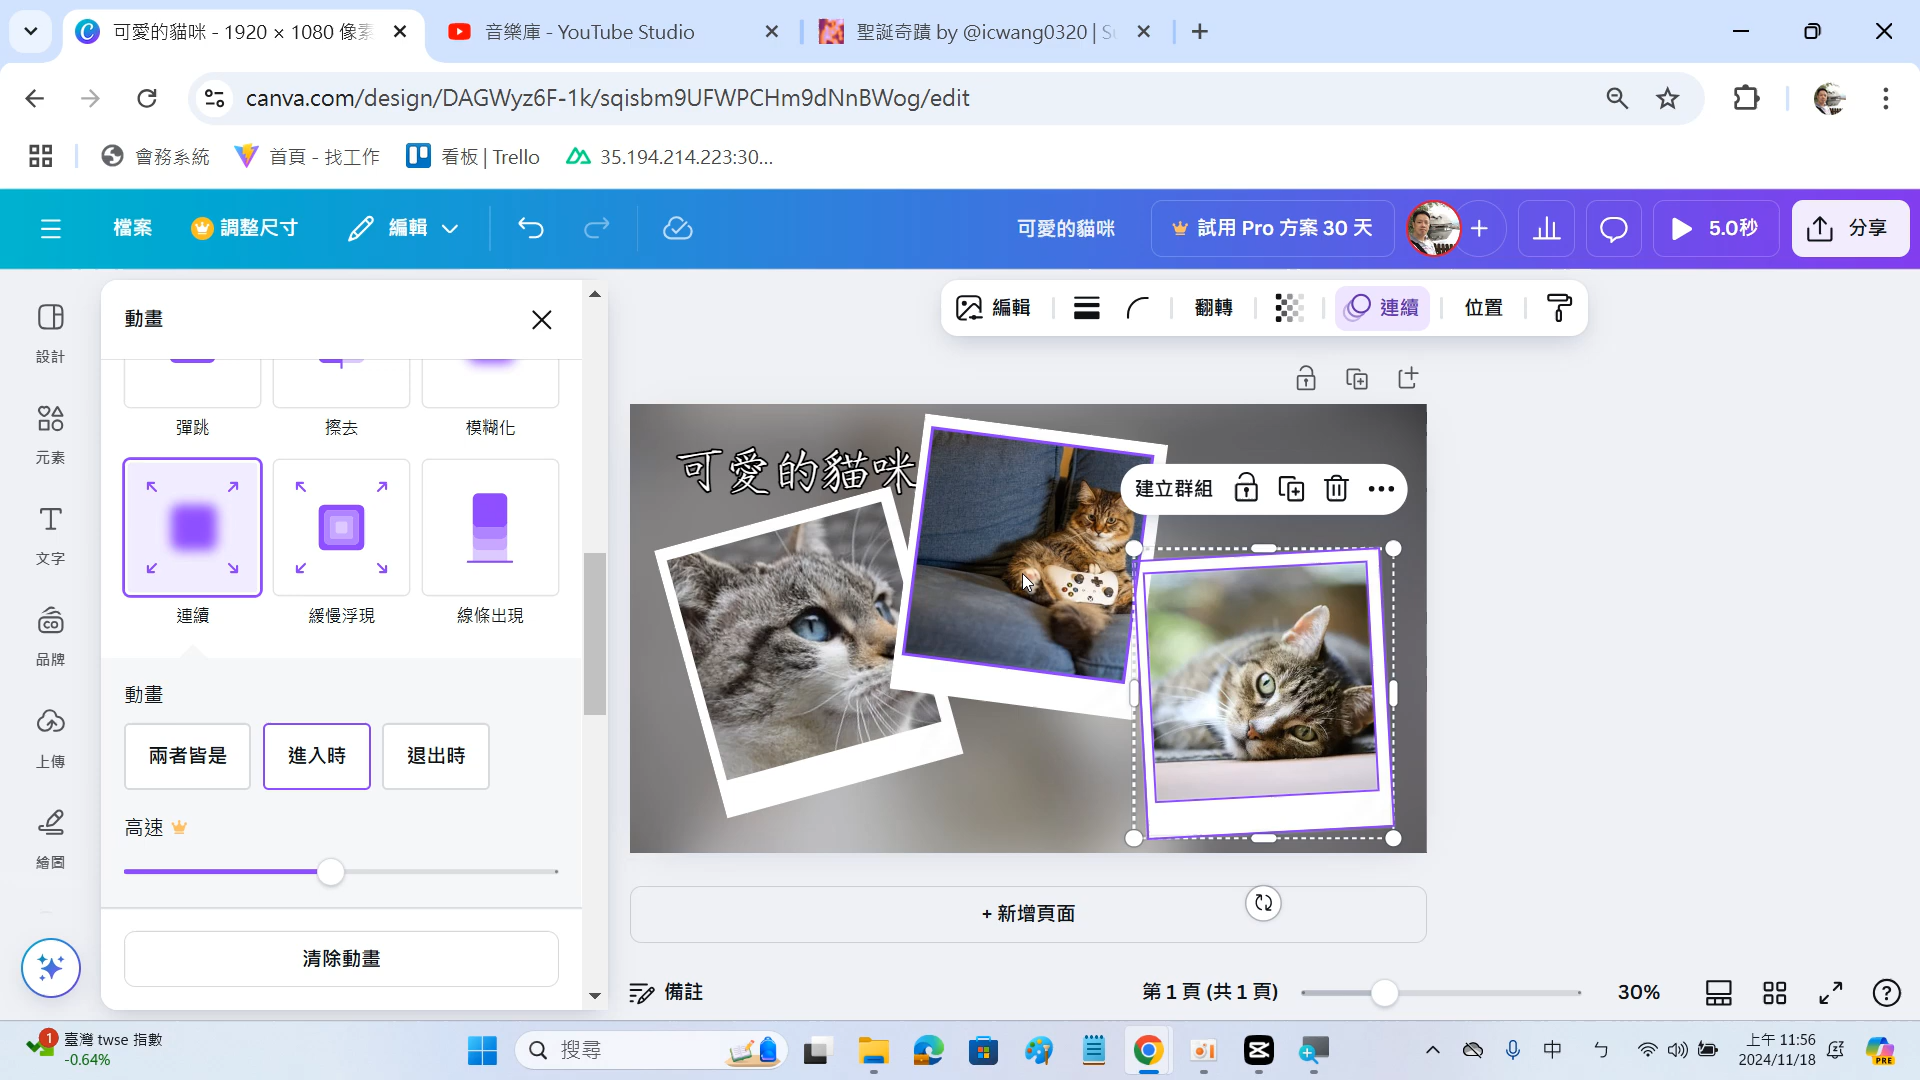 可愛的貓咪 - 1920 × 1080 像素
音樂庫 - YouTube Studio
聖誕奇蹟 by @icwang0320 | S
canva.com/design/DAGWyz6F-1k/sqisbm9UFWPCHm9dNnBWog/edit
會務系統
首頁 - 找工作
看板 | Trello
35.194.214.223:30...
檔案
調整尺寸
編輯
可愛的貓咪
試用 Pro 方案 30 天
5.0秒
分享
動畫
編輯
翻轉
連續
位置
設計
元素
文字
品牌
上傳
繪圖
彈跳
擦去
模糊化
連續
緩慢浮現
線條出現
動畫
兩者皆是
進入時
退出時
高速
清除動畫
可愛的貓咪
建立群組
+ 新增頁面
備註
第 1 頁 (共 1 頁)
30%
1
臺灣 twse 指數
-0.64%
搜尋
中
ㄅ
上午 11:56
2024/11/18
PRE